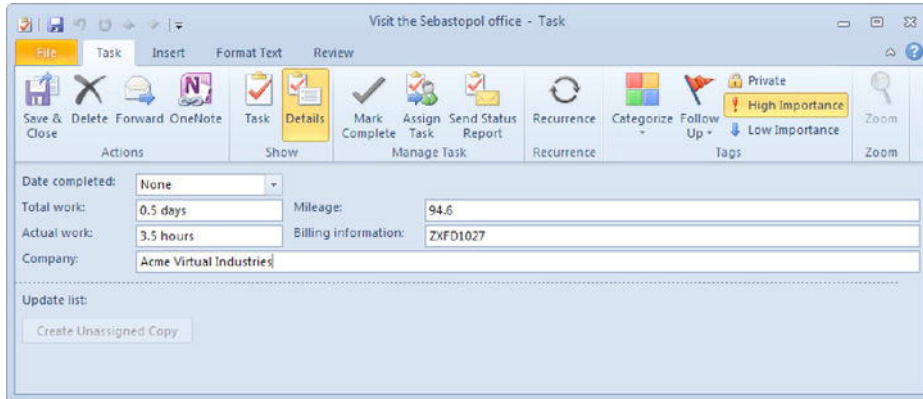 Visit the Sebastopol office - Task
File Task Insert Format Text Review
Save & Close Delete Forward OneNote Task Details Mark Complete Assign Task Send Status Report Recurrence Categorize Follow Up Private High Importance Low Importance Zoom
Actions Show Manage Task Recurrence Tags Zoom
Date completed: None
Total work: 0.5 days Mileage: 94.6
Actual work: 3.5 hours Billing information: ZXFD1027
Company: Acme Virtual Industries
Update list:
Create Unassigned Copy